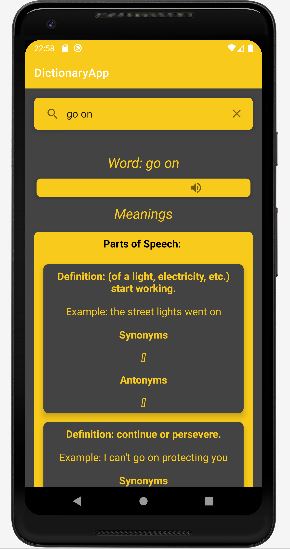 22:58
DictionaryApp
go on
Word: go on
Meanings
Parts of Speech:
Definition: (of a light, electricity, etc.)
start working.
Example: the street lights went on
Synonyms
[]
Antonyms
[]
Definition: continue or persevere.
Example: I can't go on protecting you
Synonyms